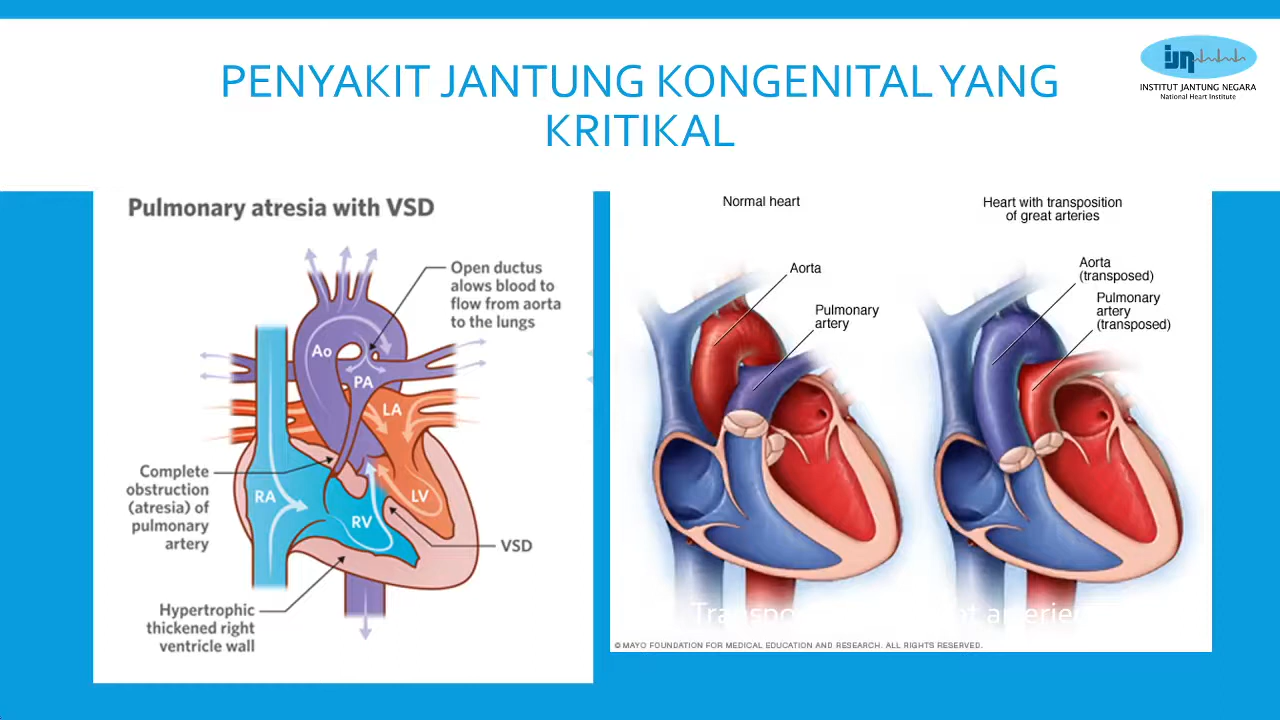 PENYAKIT JANTUNG KONGENITAL YANG
KRITIKAL
ijn
INSTITUT JANTUNG NEGARA
National Heart Institute
Pulmonary atresia with VSD
Open ductus
alows blood to
flow from aorta
to the lungs
Ao
PA
LA
Complete
obstruction
(atresia) of
pulmonary
artery
RA
LV
RV
VSD
Hypertrophic
thickened right
ventricle wall
Normal heart
Aorta
Pulmonary
artery
Heart with transposition
of great arteries
Aorta
(transposed)
Pulmonary
artery
(transposed)
arteries
© MAYO FOUNDATION FOR MEDICAL EDUCATION AND RESEARCH. ALL RIGHTS RESERVED.